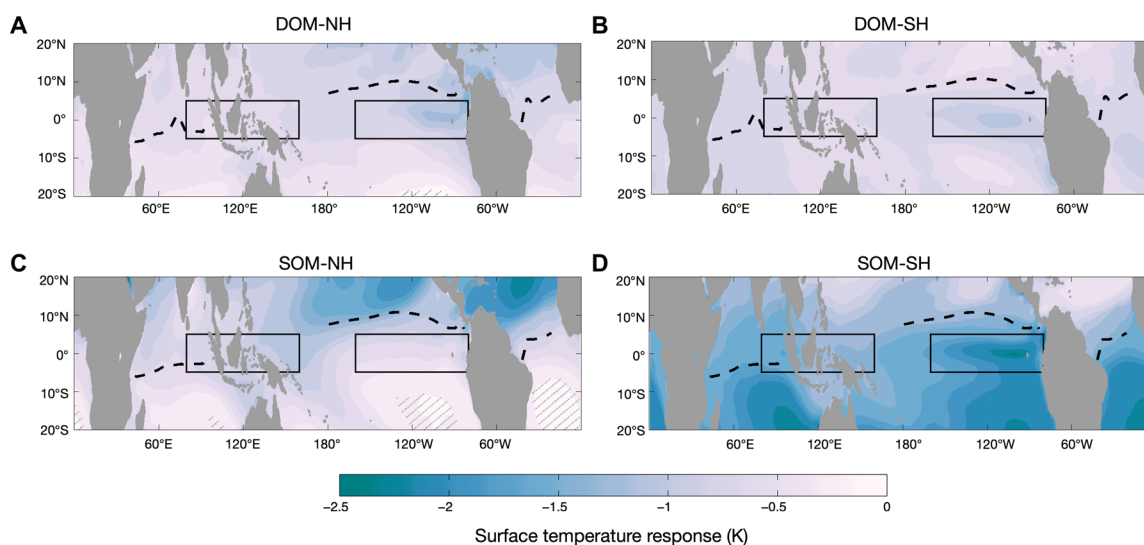 A DOM-NH
B DOM-SH
20°N
10°N
0°
10°S
20°S
60°E 120°E 180° 120°W 60°W
20°N
10°N
0°
10°S
20°S
60°E 120°E 180° 120°W 60°W
C SOM-NH
D SOM-SH
20°N
10°N
0°
10°S
20°S
60°E 120°E 180° 120°W 60°W
20°N
10°N
0°
10°S
20°S
60°E 120°E 180° 120°W 60°W
−2.5 −2 −1.5 −1 −0.5 0
Surface temperature response (K)